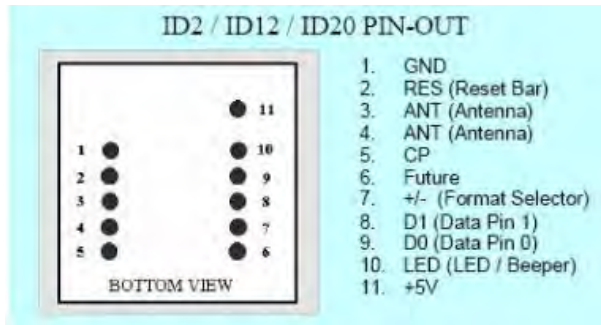 ID2 / ID12 / ID20 PIN-OUT
11
1 10
2 9
3 8
4 7
5 6
BOTTOM VIEW
1. GND
2. RES (Reset Bar)
3. ANT (Antenna)
4. ANT (Antenna)
5. CP
6. Future
7. +/- (Format Selector)
8. D1 (Data Pin 1)
9. D0 (Data Pin 0)
10. LED (LED / Beeper)
11. +5V